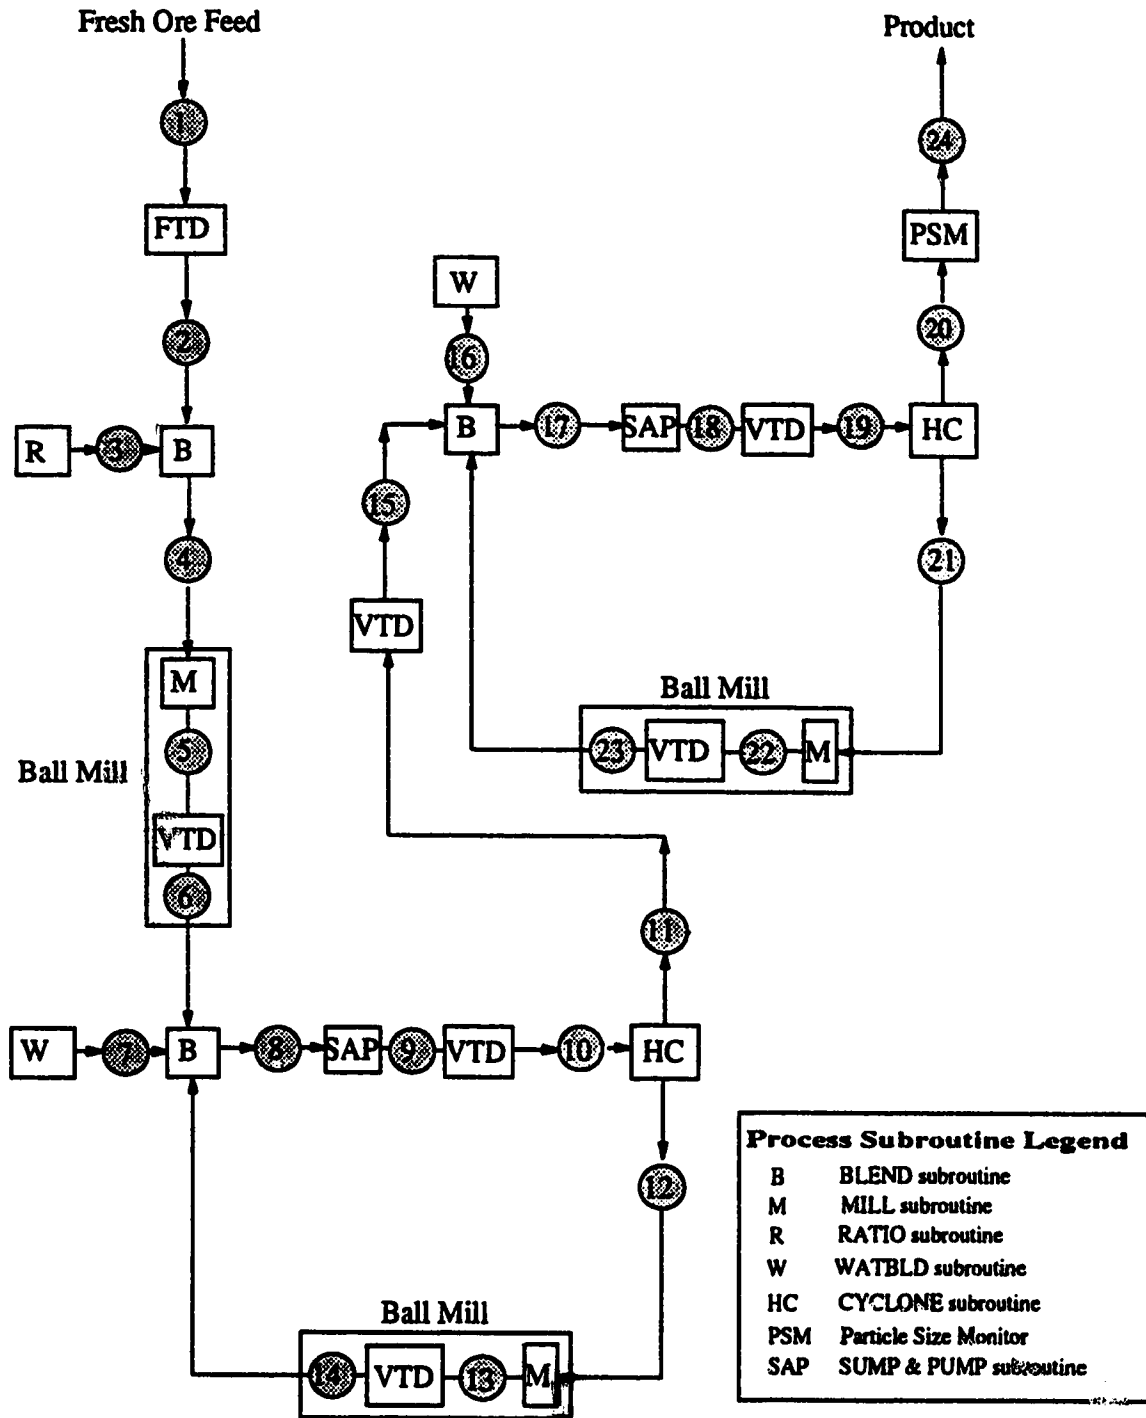 Fresh Ore Feed
Product
1
24
FTD
PSM
W
2
16
20
R
3
B
B
17
SAP
18
VTD
19
HC
15
4
21
VTD
M
Ball Mill
5
23
VTD
22
M
Ball Mill
VTD
6
11
W
7
B
8
SAP
9
VTD
10
HC
12
Ball Mill
14
VTD
13
M
Process Subroutine Legend
B BLEND subroutine
M MILL subroutine
R RATIO subroutine
W WATBLD subroutine
HC CYCLONE subroutine
PSM Particle Size Monitor
SAP SUMP & PUMP subroutine